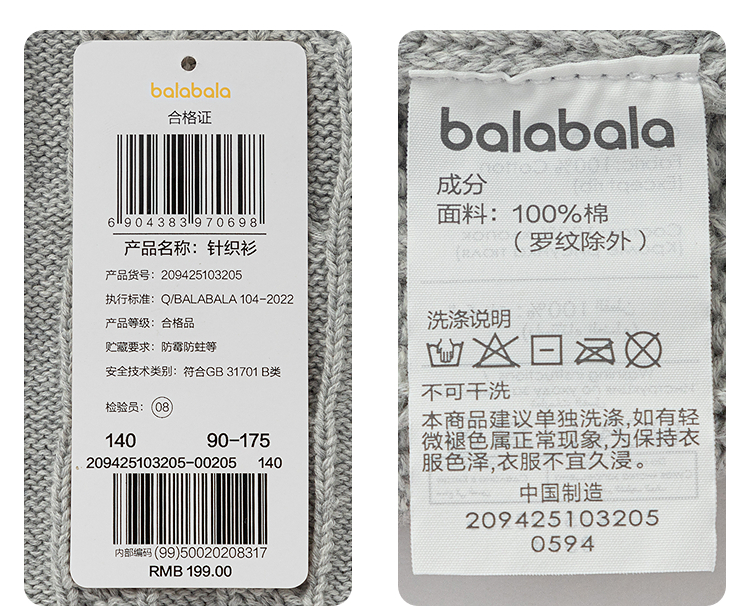 balabala
合格证
6 904383 970698
产品名称：针织衫
产品货号：209425103205
执行标准：Q/BALABALA 104-2022
产品等级：合格品
贮藏要求：防霉防蛀等
安全技术类别：符合GB 31701 B类
检验员：08
140 90-175
209425103205-00205 140
内部编码 (99)50020208317
RMB 199.00
balabala
成分
面料：100%棉
（罗纹除外）
洗涤说明
不可干洗
本商品建议单独洗涤,如有轻
微褪色属正常现象,为保持衣
服色泽,衣服不宜久浸。
中国制造
209425103205
0594